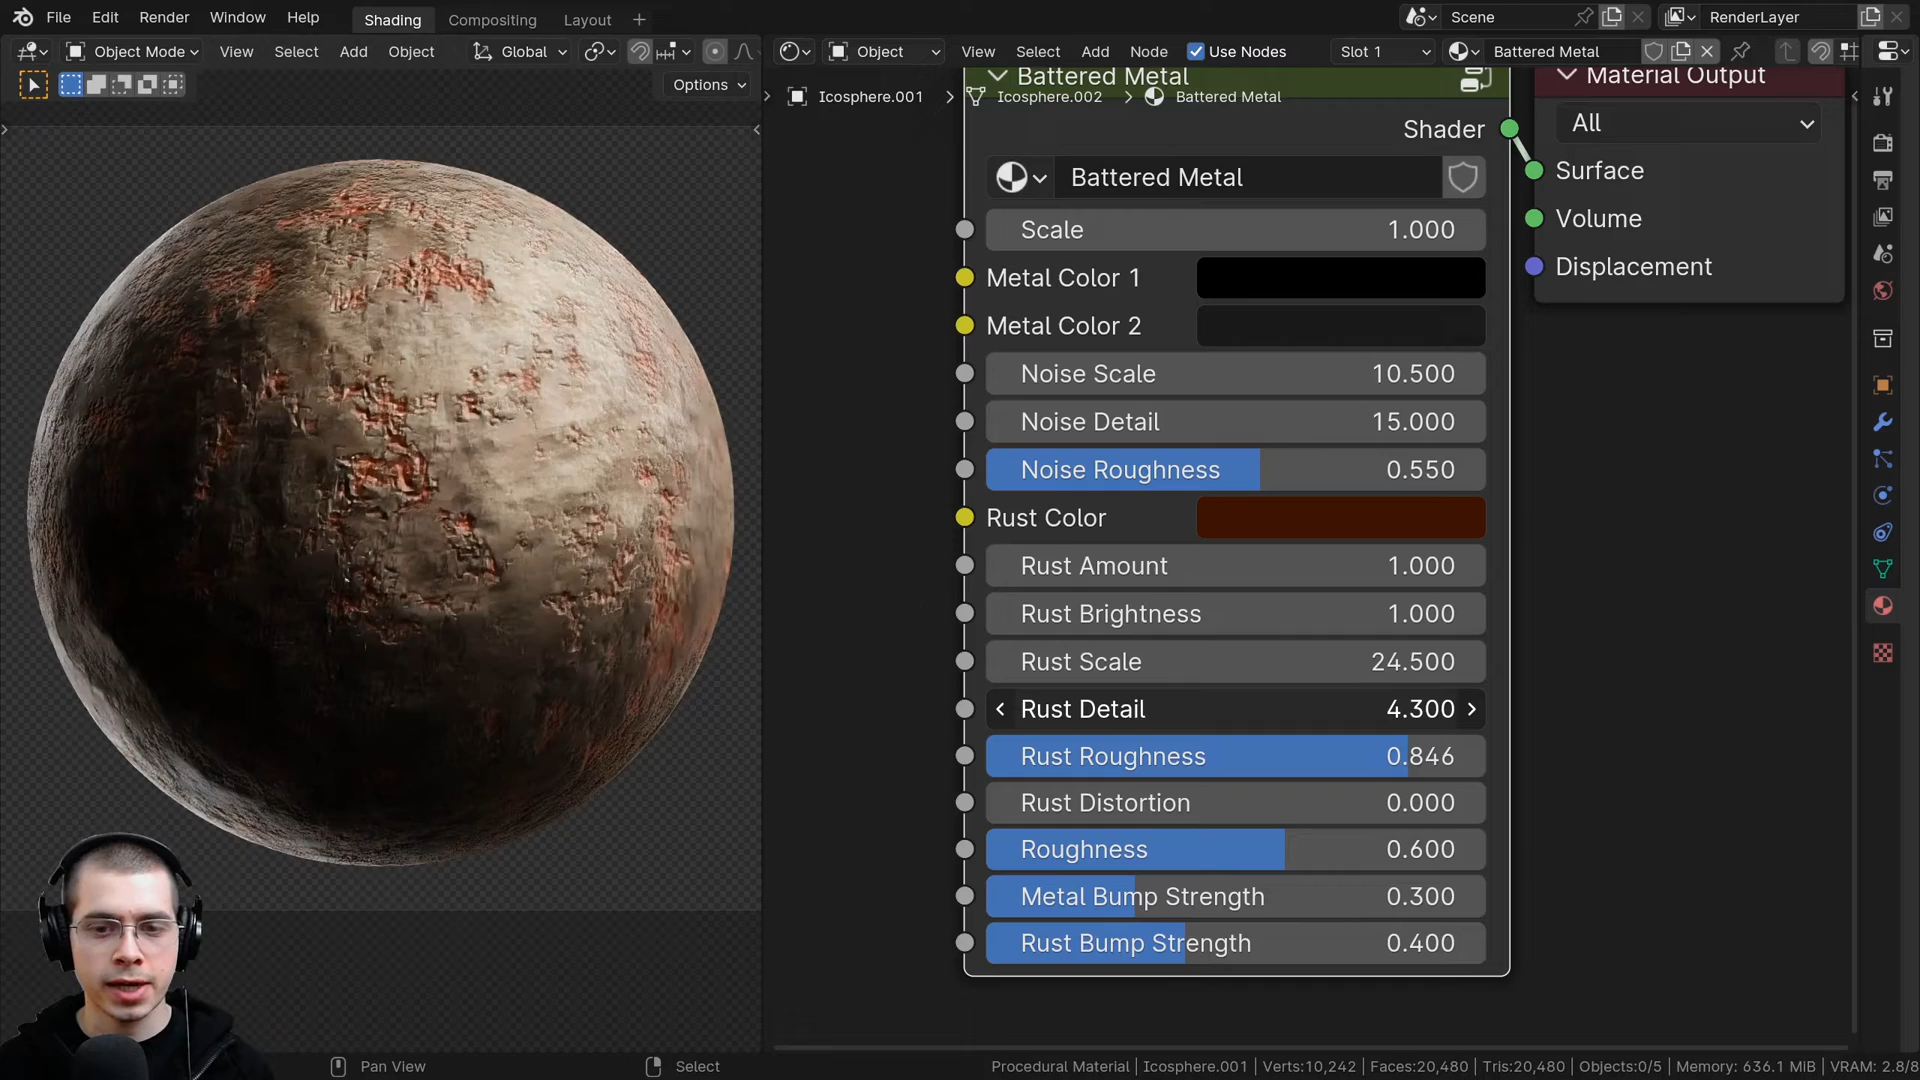 File Edit Render Window Help Shading Compositing Layout + Scene RenderLayer
Object Mode View Select Add Object Global Object View Select Add Node Use Nodes Slot 1 Battered Metal
Options
Icosphere.001 > Icosphere.002 > Battered Metal
Battered Metal
Shader
Battered Metal
Scale 1.000
Metal Color 1
Metal Color 2
Noise Scale 10.500
Noise Detail 15.000
Noise Roughness 0.550
Rust Color
Rust Amount 1.000
Rust Brightness 1.000
Rust Scale 24.500
Rust Detail 4.300
Rust Roughness 0.846
Rust Distortion 0.000
Roughness 0.600
Metal Bump Strength 0.300
Rust Bump Strength 0.400
Material Output
All
Surface
Volume
Displacement
Pan View Select Procedural Material | Icosphere.001 | Verts:10,242 | Faces:20,480 | Tris:20,480 | Objects:0/5 | Memory: 636.1 MiB | VRAM: 2.8/8